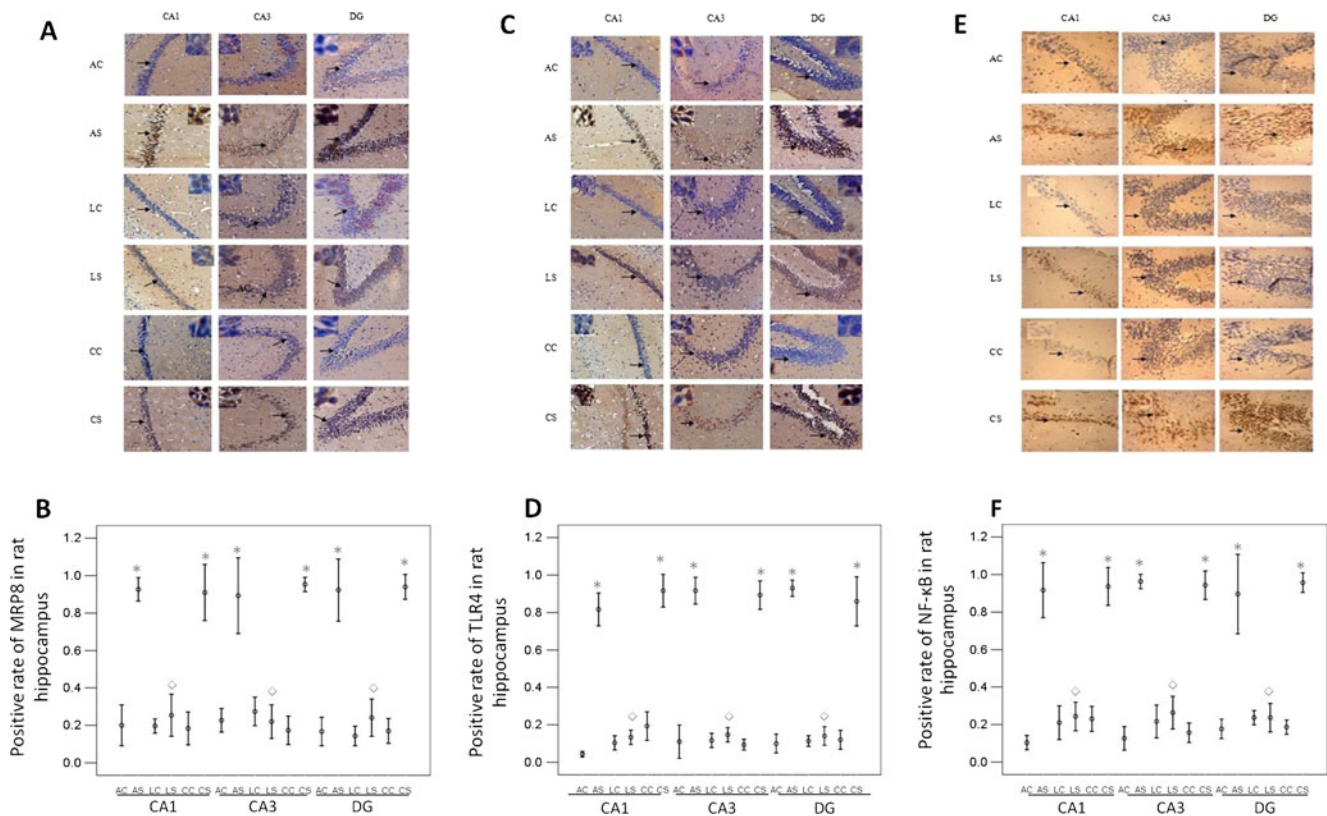 A
CA1 CA3 DG
AC
AS
LC
LS
CC
CS
C
CA1 CA3 DG
AC
AS
LC
LS
CC
CS
E
CA1 CA3 DG
AC
AS
LC
LS
CC
CS
B
Positive rate of MRP8 in rat
hippocampus
1.2
1.0
0.8
0.6
0.4
0.2
0.0
* * * * * *
◇ ◇ ◇
AC AS LC LS CC CS AC AS LC LS CC CS AC AS LC LS CC CS
CA1 CA3 DG
D
Positive rate of TLR4 in rat
hippocampus
1.2
1.0
0.8
0.6
0.4
0.2
0.0
* * * * * *
◇ ◇ ◇
AC AS LC LS CC CS AC AS LC LS CC CS AC AS LC LS CC CS
CA1 CA3 DG
F
Positive rate of NF-κB in rat
hippocampus
1.2
1.0
0.8
0.6
0.4
0.2
0.0
* * * * * *
◇ ◇ ◇
AC AS LC LS CC CS AC AS LC LS CC CS AC AS LC LS CC CS
CA1 CA3 DG